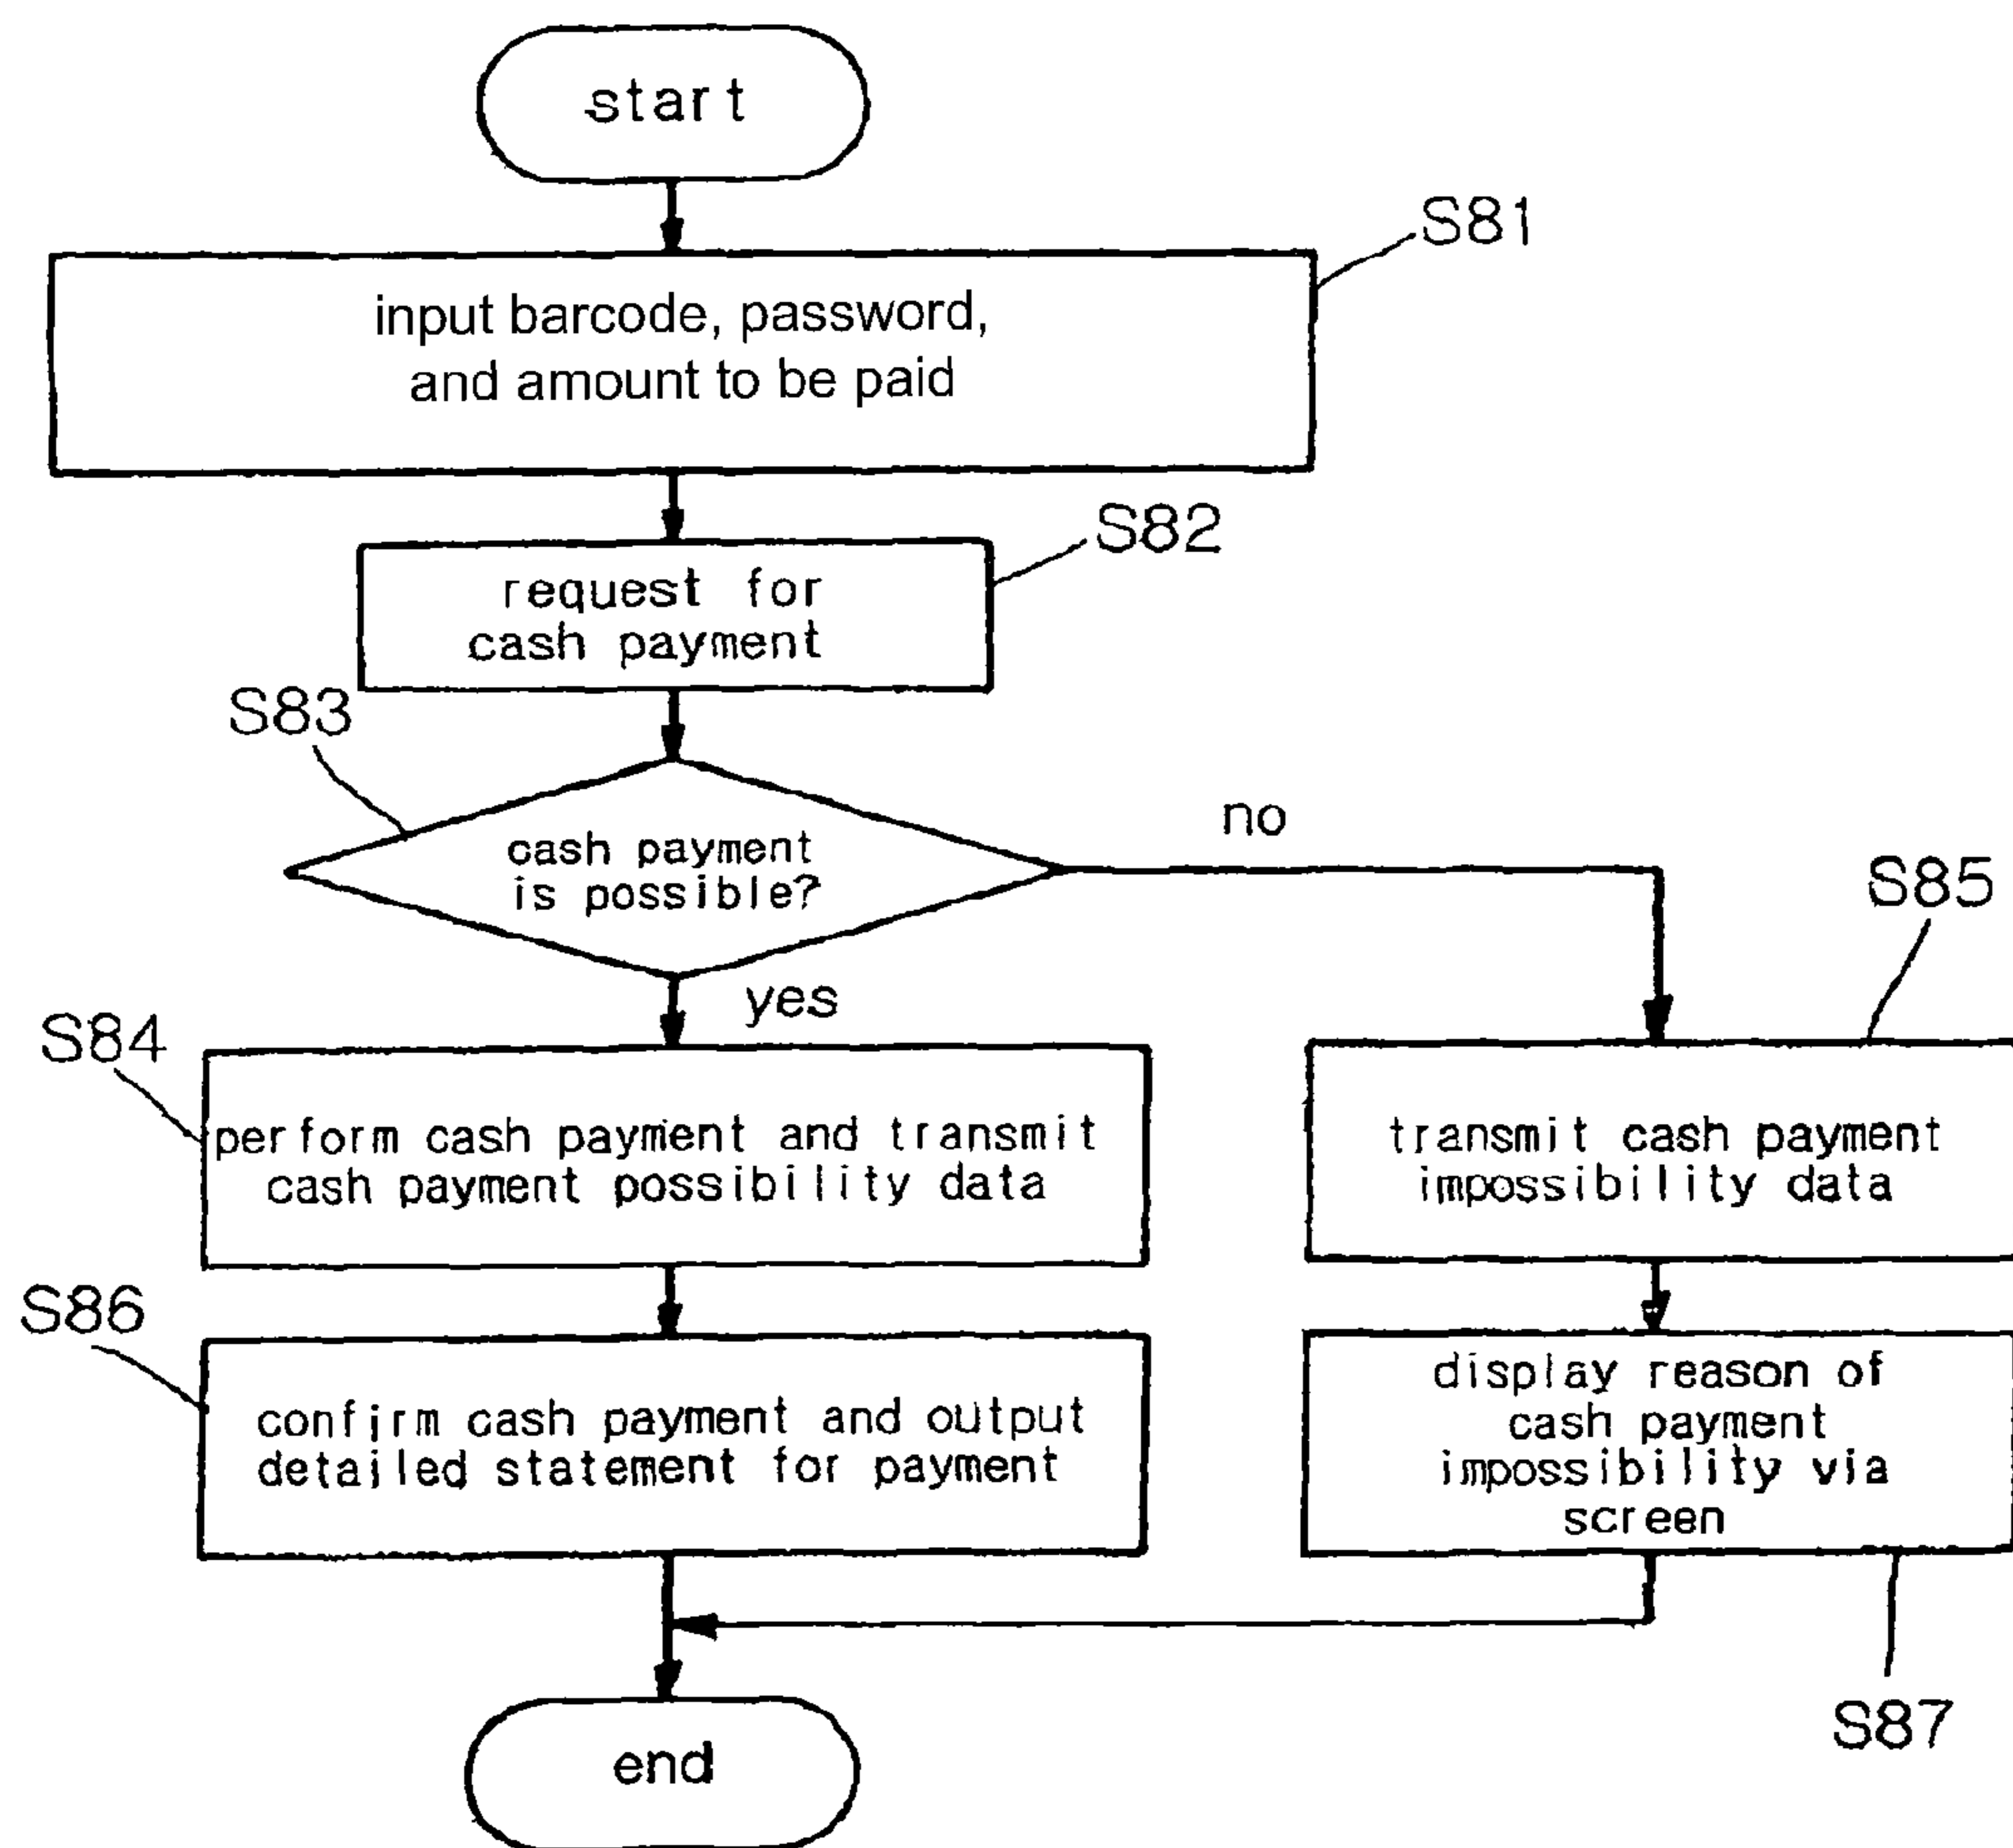 start
S81
input barcode, password,
and amount to be paid
S82
request for
cash payment
S83
cash payment
is possible?
no
yes
S84
perform cash payment and transmit
cash payment possibility data
S85
transmit cash payment
impossibility data
S86
confirm cash payment and output
detailed statement for payment
display reason of
cash payment
impossibility via
screen
S87
end